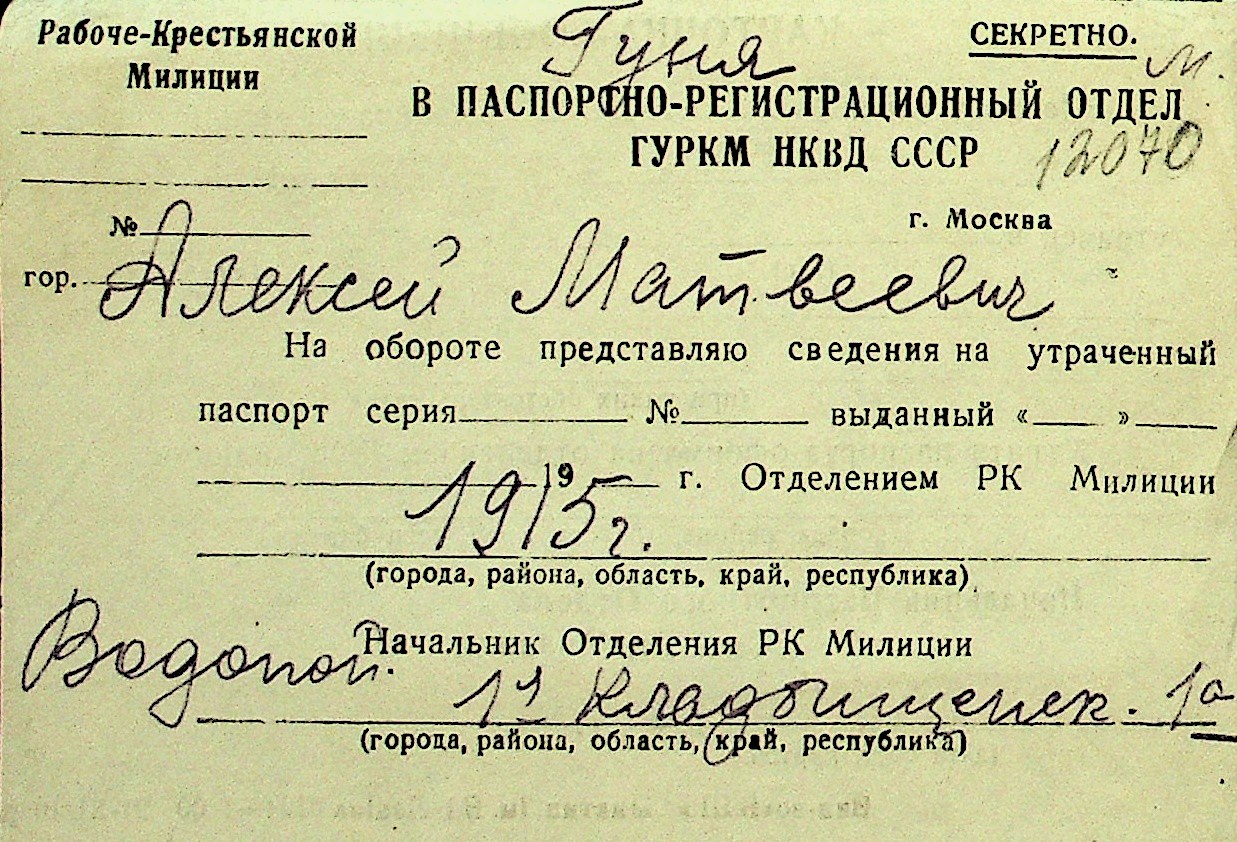 Рабоче-Крестьянской
Милиции
СЕКРЕТНО.
Гуня
М.
В ПАСПОРТНО-РЕГИСТРАЦИОННЫЙ ОТДЕЛ
ГУРКМ НКВД СССР
12070
№
г. Москва
гор.
Алексей Матвеевич
На обороте представляю сведения на утраченный
паспорт серия № выданный « »
19 г. Отделением РК Милиции
1915 г.
(города, района, область, край, республика)
Начальник Отделения РК Милиции
Водопой.
1я Кладбищенск. 1а
(города, района, область, край, республика)